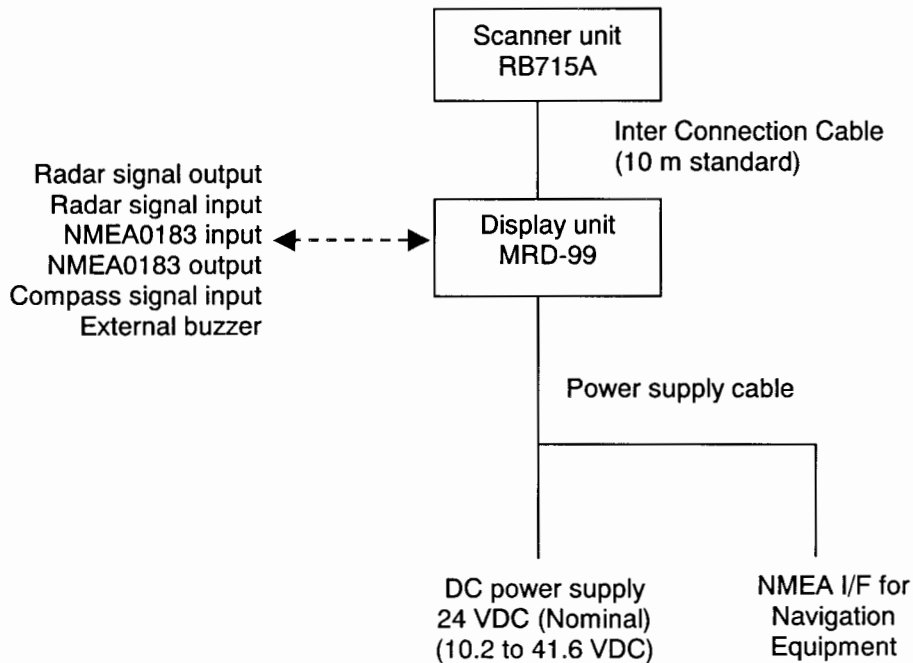 Scanner unit
RB715A
Inter Connection Cable
(10 m standard)
Radar signal output
Radar signal input
NMEA0183 input
NMEA0183 output
Compass signal input
External buzzer
Display unit
MRD-99
Power supply cable
DC power supply
24 VDC (Nominal)
(10.2 to 41.6 VDC)
NMEA I/F for
Navigation
Equipment